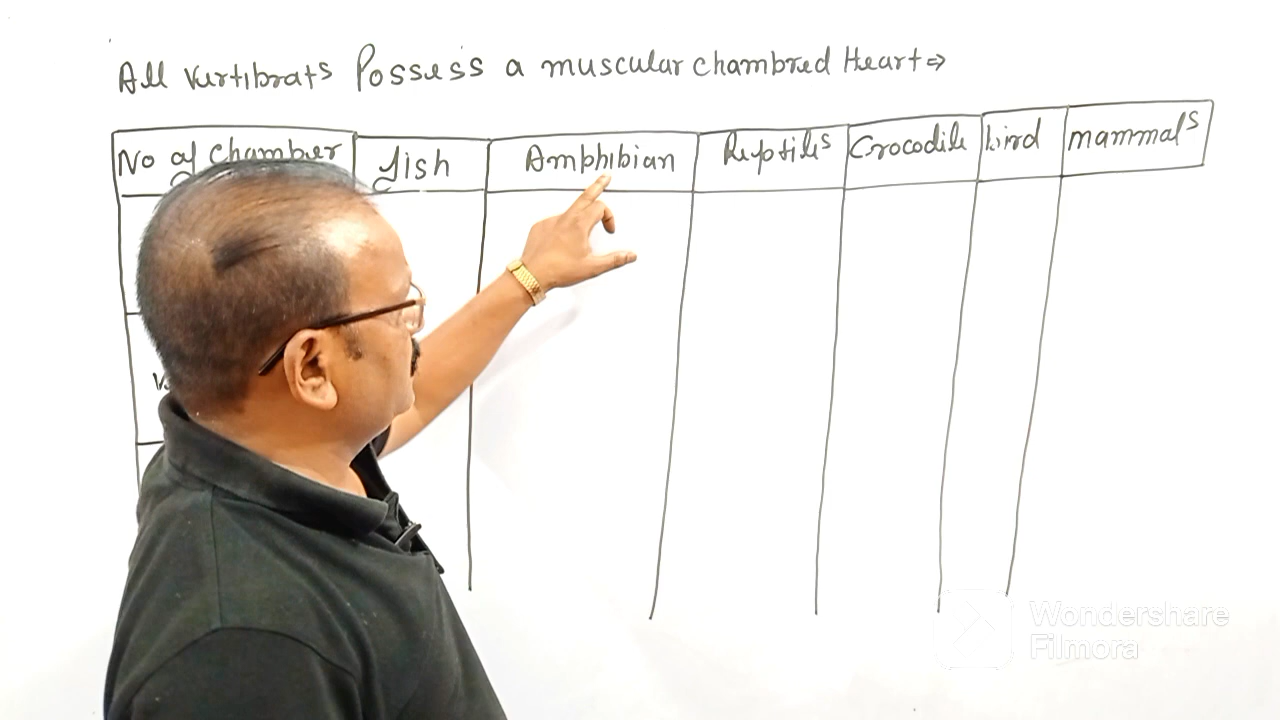 All Vertibrats Possess a muscular chambred Heart ⇒
No of chamber fish Amphibian Reptiles Crocodile bird mammals
Wondershare
Filmora